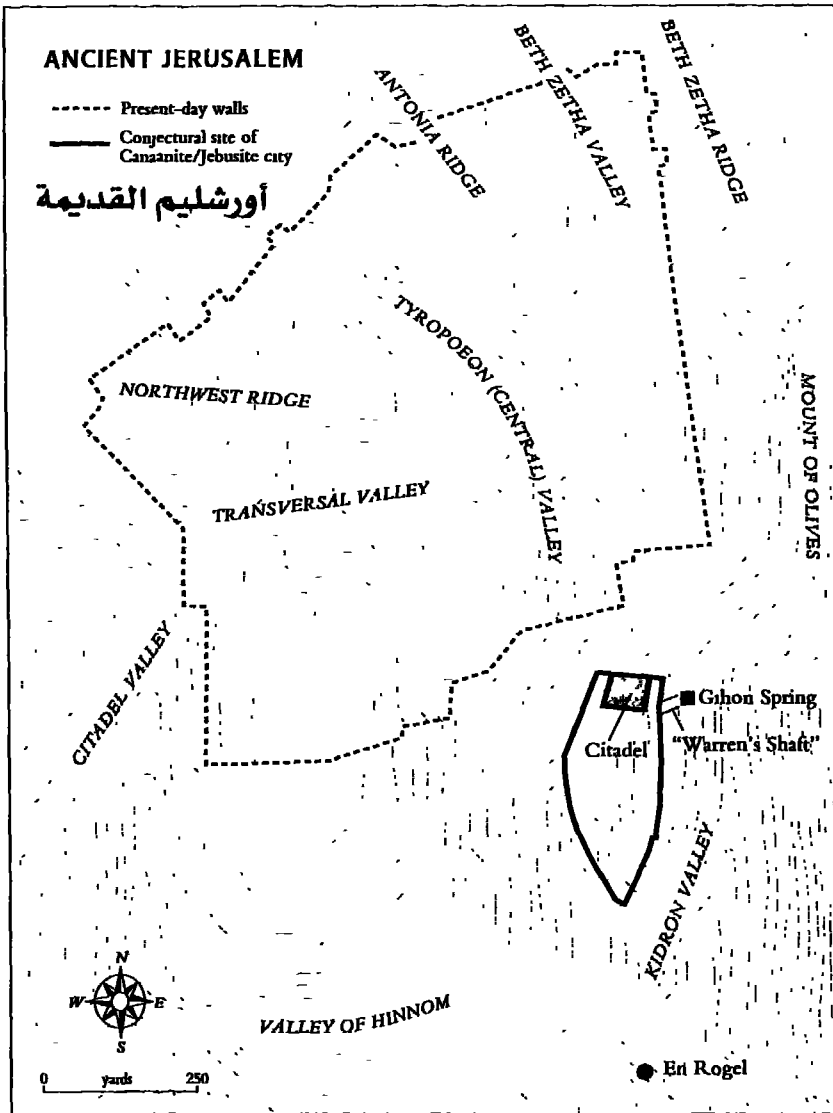 ANCIENT JERUSALEM
Present-day walls
Conjectural site of
Canaanite/Jebusite city
أورشليم القديمة
ANTONIA RIDGE
BETH ZETHA VALLEY
BETH ZETHA RIDGE
TYROPOEON (CENTRAL) VALLEY
NORTHWEST RIDGE
MOUNT OF OLIVES
TRANSVERSAL VALLEY
CITADEL VALLEY
Gihon Spring
Citadel
"Warren's Shaft"
KIDRON VALLEY
N
W
E
S
VALLEY OF HINNOM
0 yards 250
En Rogel